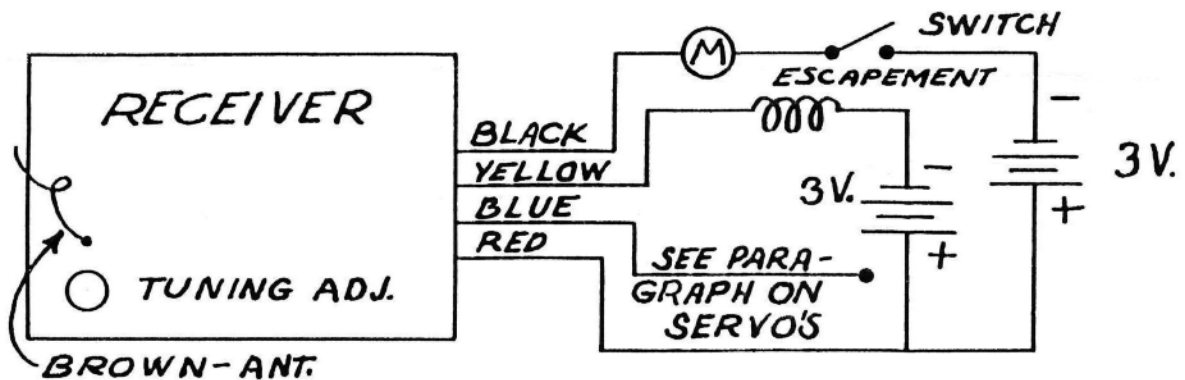 SWITCH
M
ESCAPEMENT
RECEIVER
BLACK
YELLOW
BLUE
RED
-
-
3V.
3V.
+
+
SEE PARA-
GRAPH ON
SERVO'S
TUNING ADJ.
BROWN-ANT.